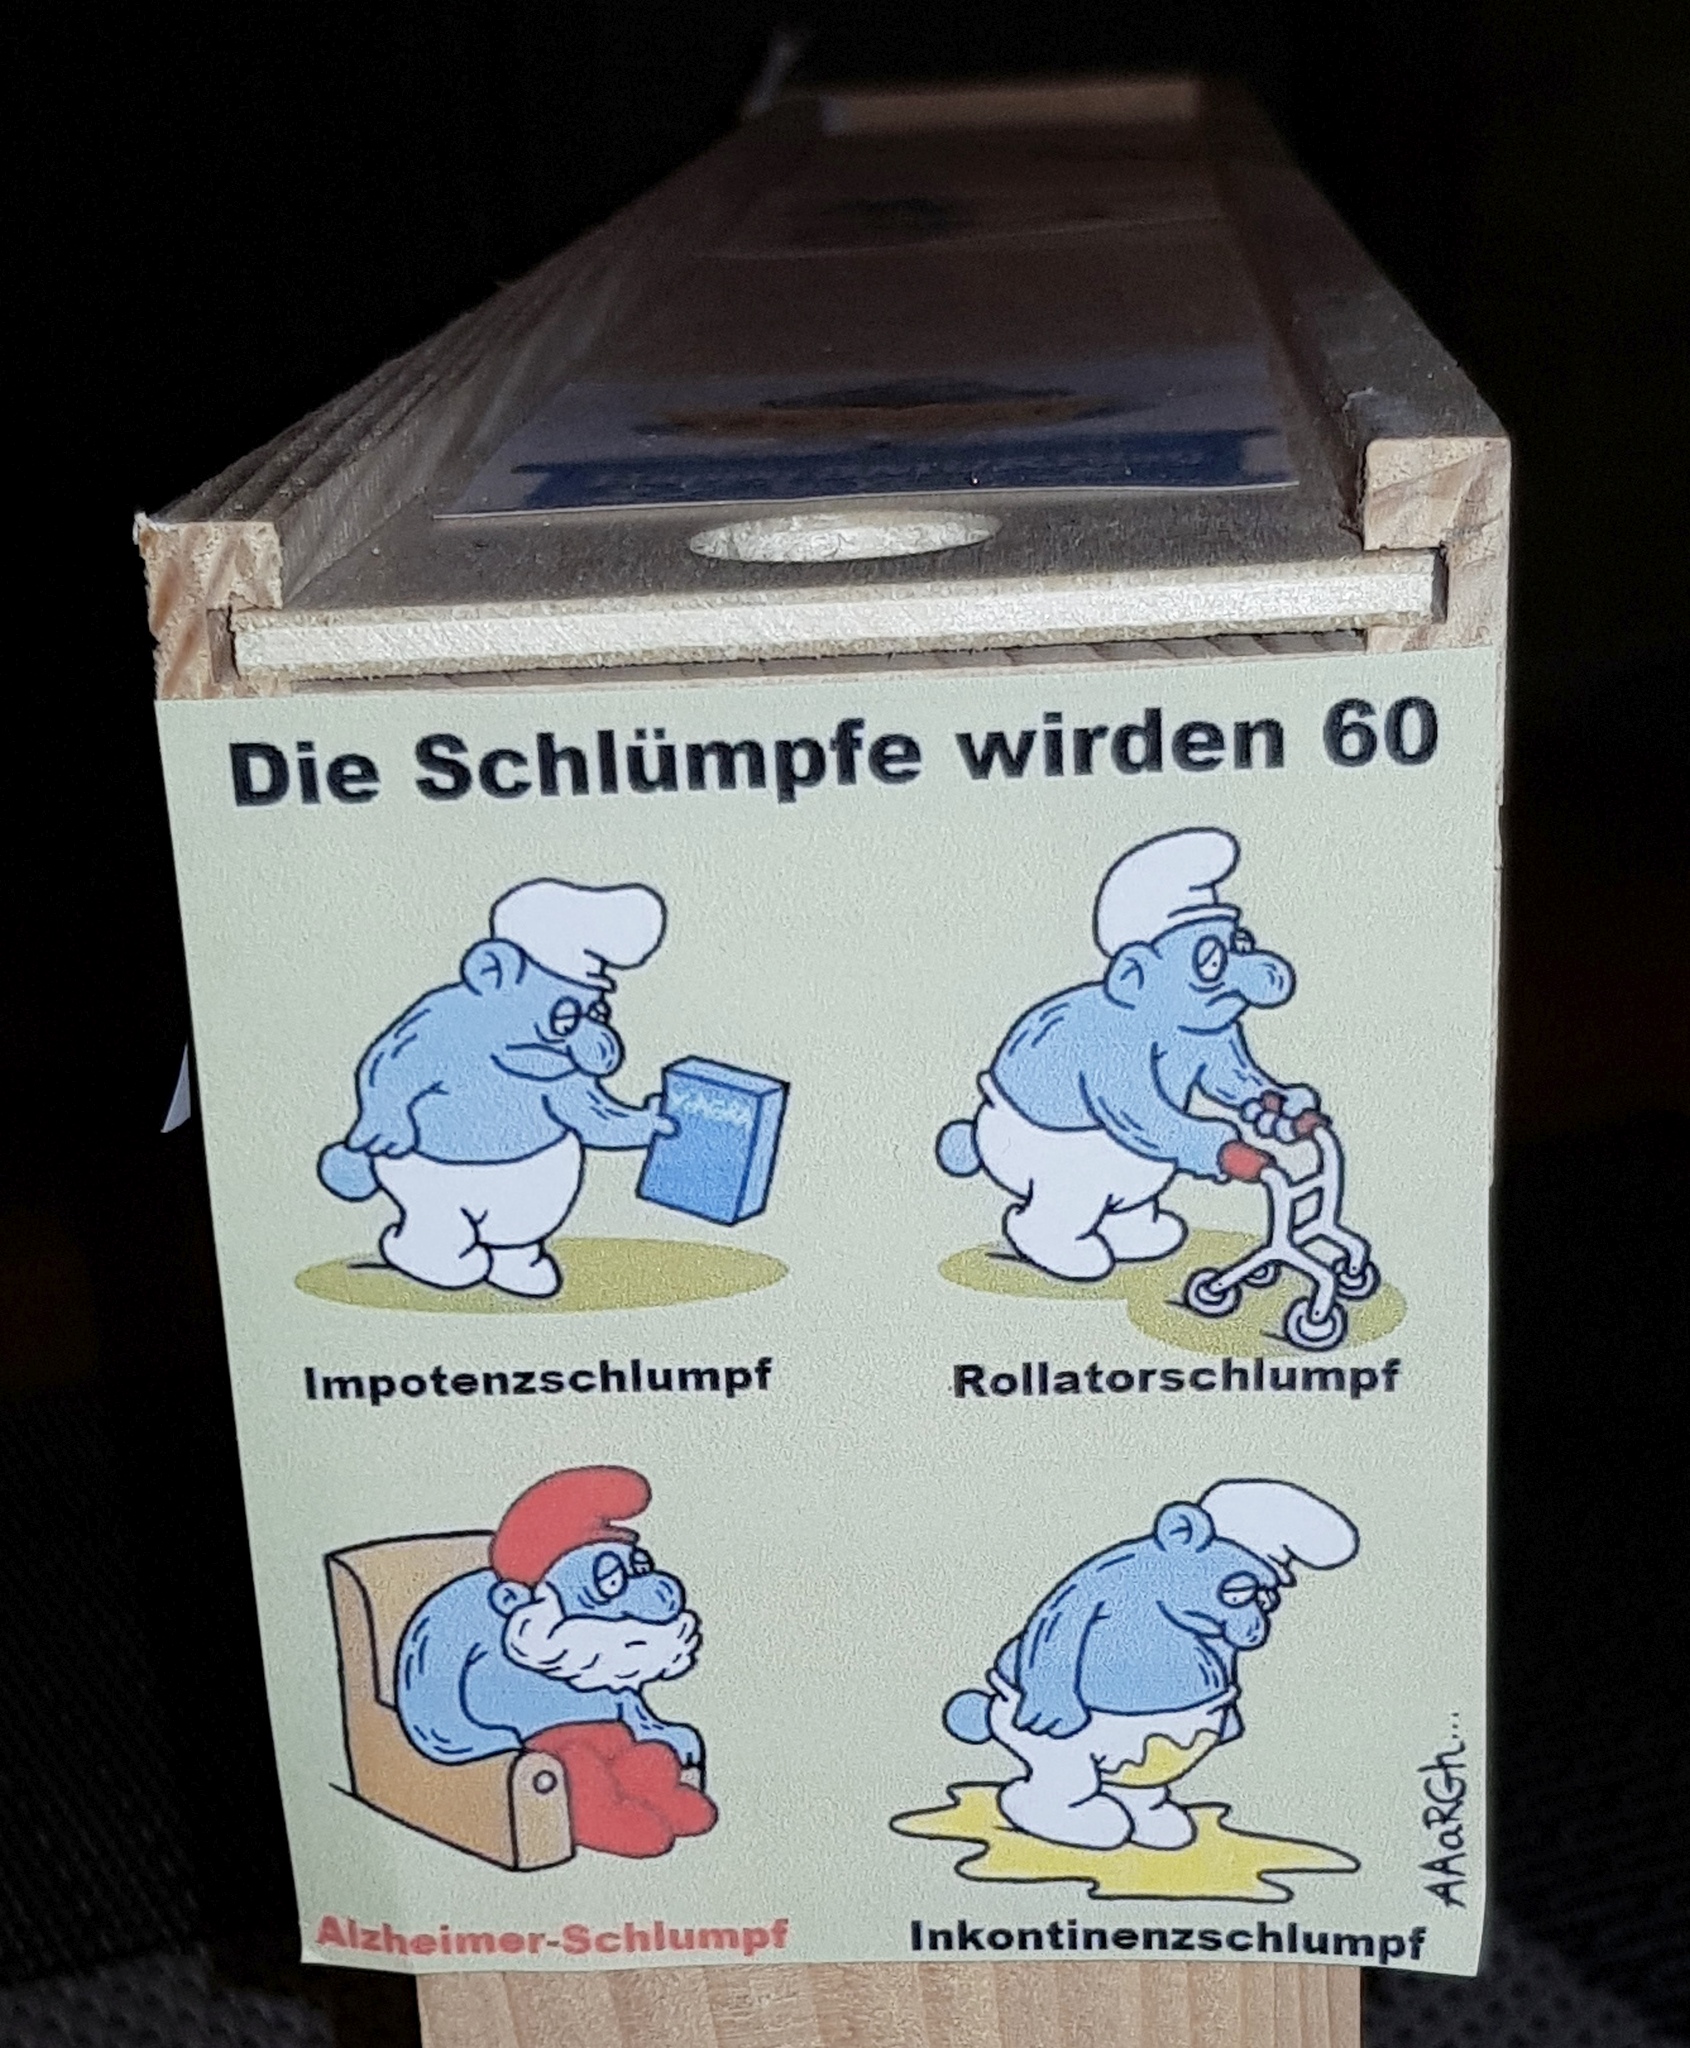 Die Schlümpfe wirden 60
Impotenzschlumpf
Rollatorschlumpf
Alzheimer-Schlumpf
Inkontinenzschlumpf
AAaRGh...